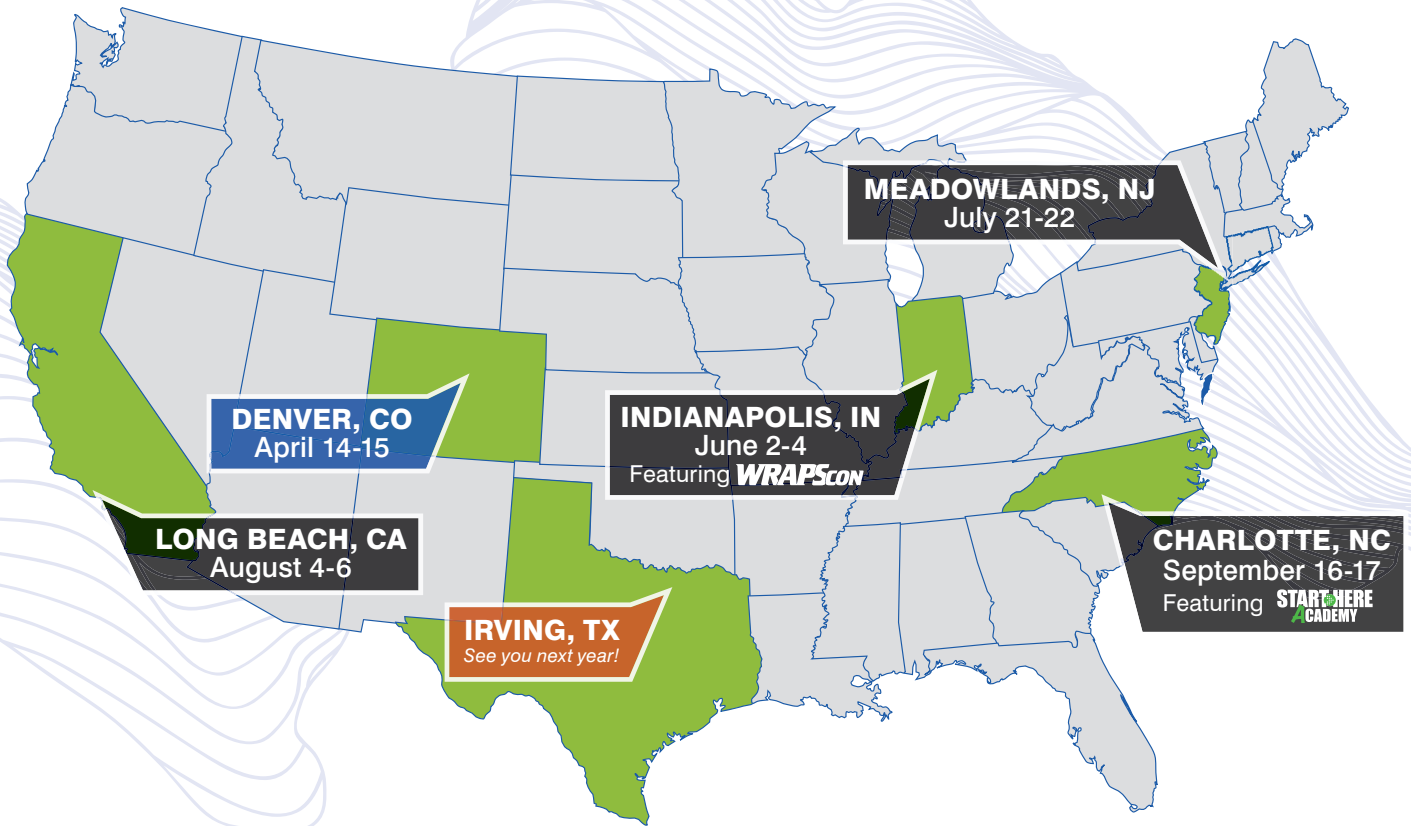 MEADOWLANDS, NJ
July 21-22
DENVER, CO
April 14-15
INDIANAPOLIS, IN
June 2-4
Featuring WRAPSCON
LONG BEACH, CA
August 4-6
CHARLOTTE, NC
September 16-17
Featuring START HERE
ACADEMY
IRVING, TX
See you next year!